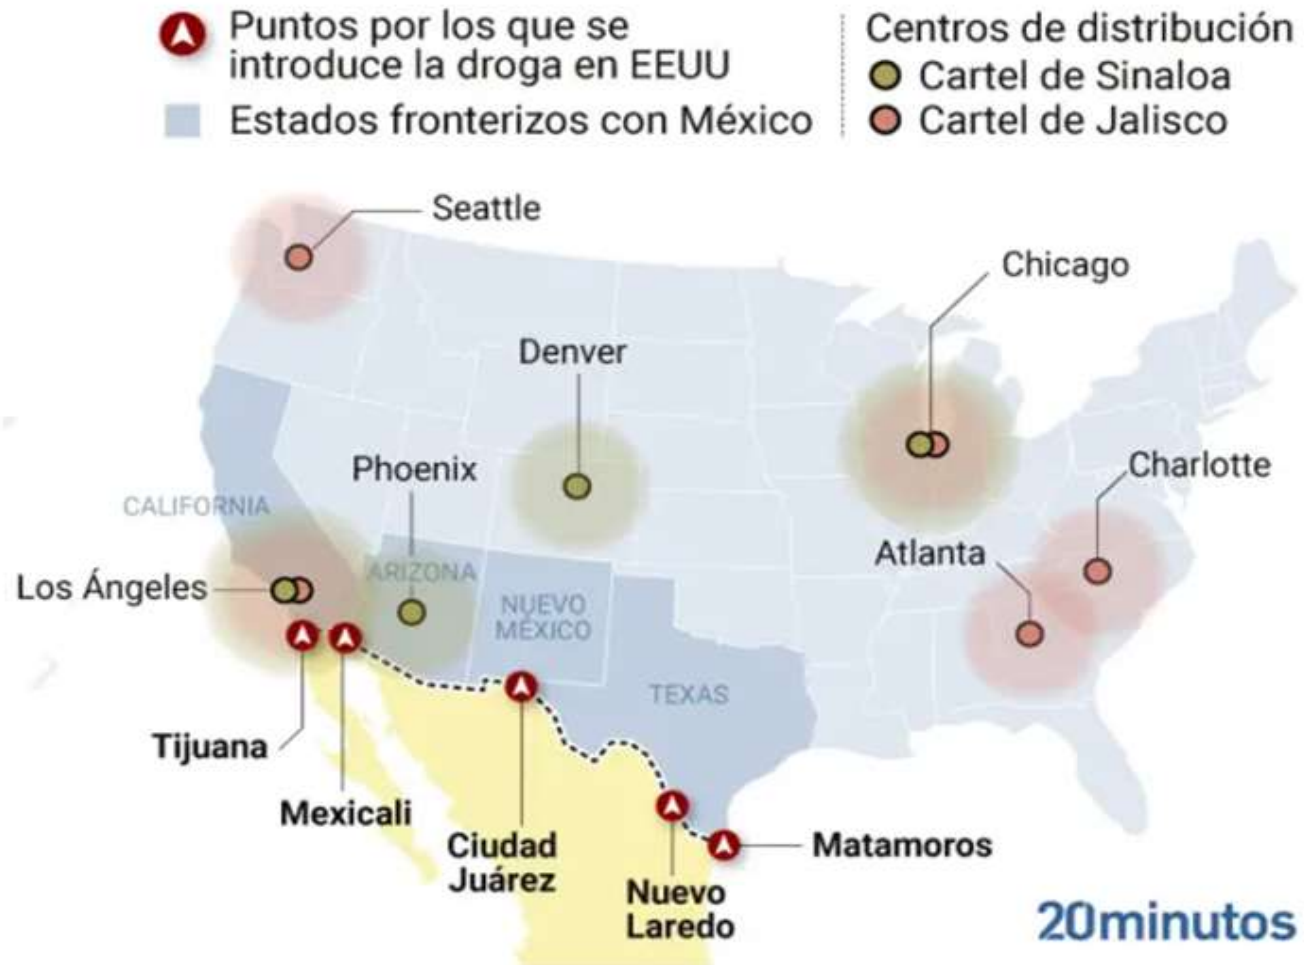 Puntos por los que se
introduce la droga en EEUU
Estados fronterizos con México
Centros de distribución
Cartel de Sinaloa
Cartel de Jalisco
Seattle
Chicago
Denver
Phoenix
Charlotte
CALIFORNIA
Atlanta
ARIZONA
Los Ángeles
NUEVO
MÉXICO
TEXAS
Tijuana
Mexicali
Ciudad
Juárez
Matamoros
Nuevo
Laredo
20minutos